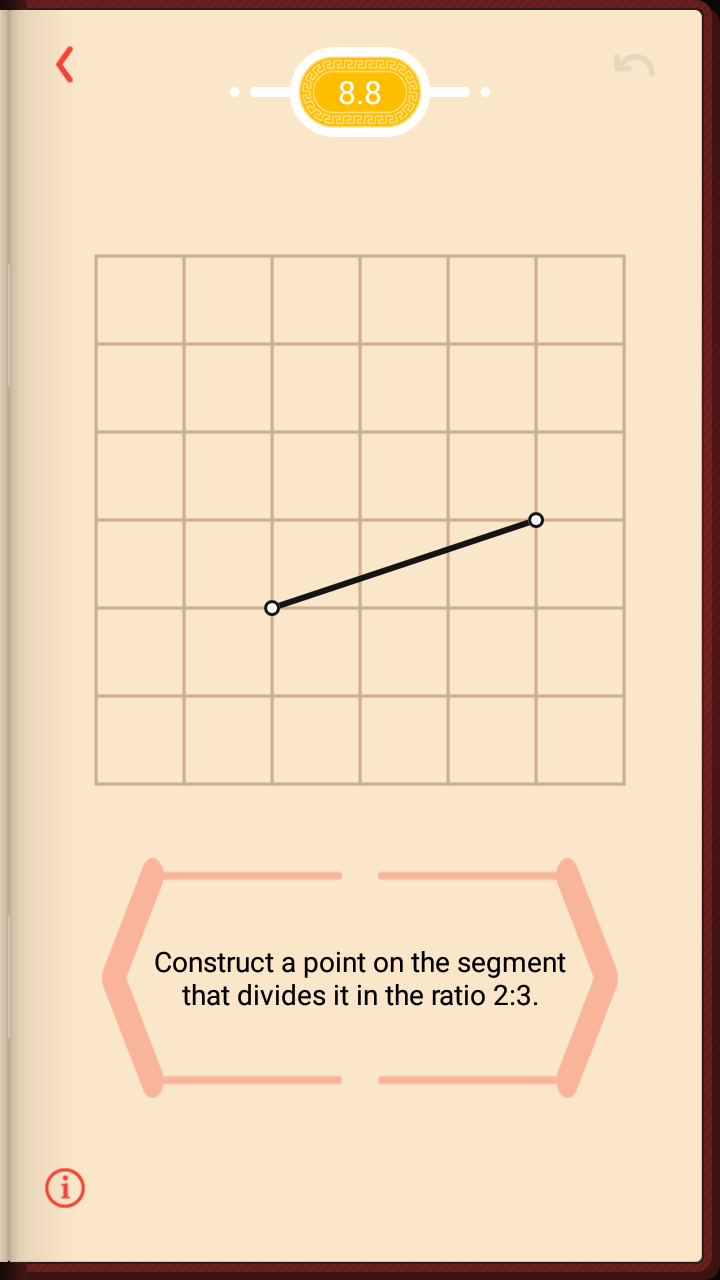 8.8
Construct a point on the segment
that divides it in the ratio 2:3.
i